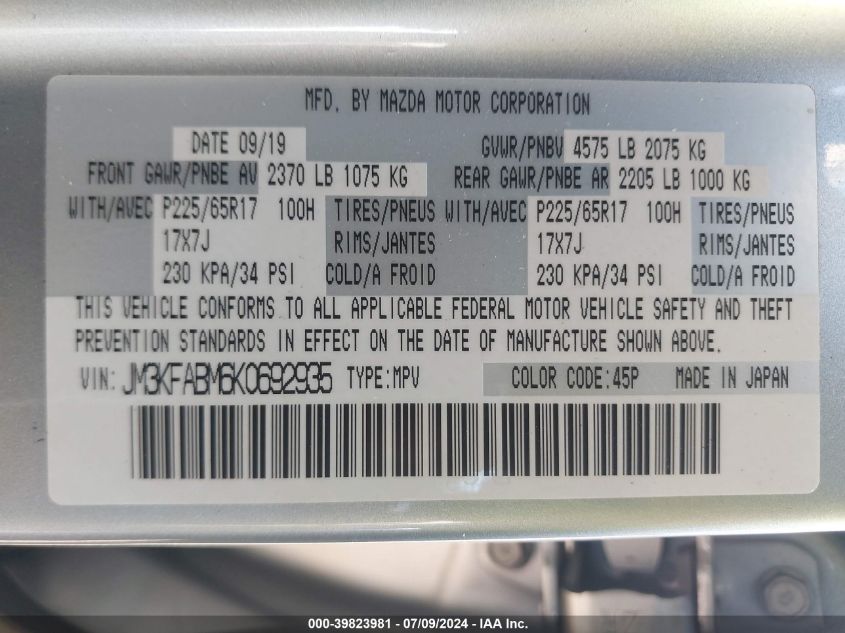 MFD. BY MAZDA MOTOR CORPORATION
DATE 09/19 GVWR/PNBV 4575 LB 2075 KG
FRONT GAWR/PNBE AV 2370 LB 1075 KG REAR GAWR/PNBE AR 2205 LB 1000 KG
WITH/AVEC P225/65R17 100H TIRES/PNEUS WITH/AVEC P225/65R17 100H TIRES/PNEUS
17X7J RIMS/JANTES 17X7J RIMS/JANTES
230 KPA/34 PSI COLD/A FROID 230 KPA/34 PSI COLD/A FROID
THIS VEHICLE CONFORMS TO ALL APPLICABLE FEDERAL MOTOR VEHICLE SAFETY AND THEFT
PREVENTION STANDARDS IN EFFECT ON THE DATE OF MANUFACTURE SHOWN ABOVE.
VIN: JM3KFABM6K0692935 TYPE:MPV COLOR CODE:45P MADE IN JAPAN
000-39823981 / 07/09/2024 - IAA Inc.